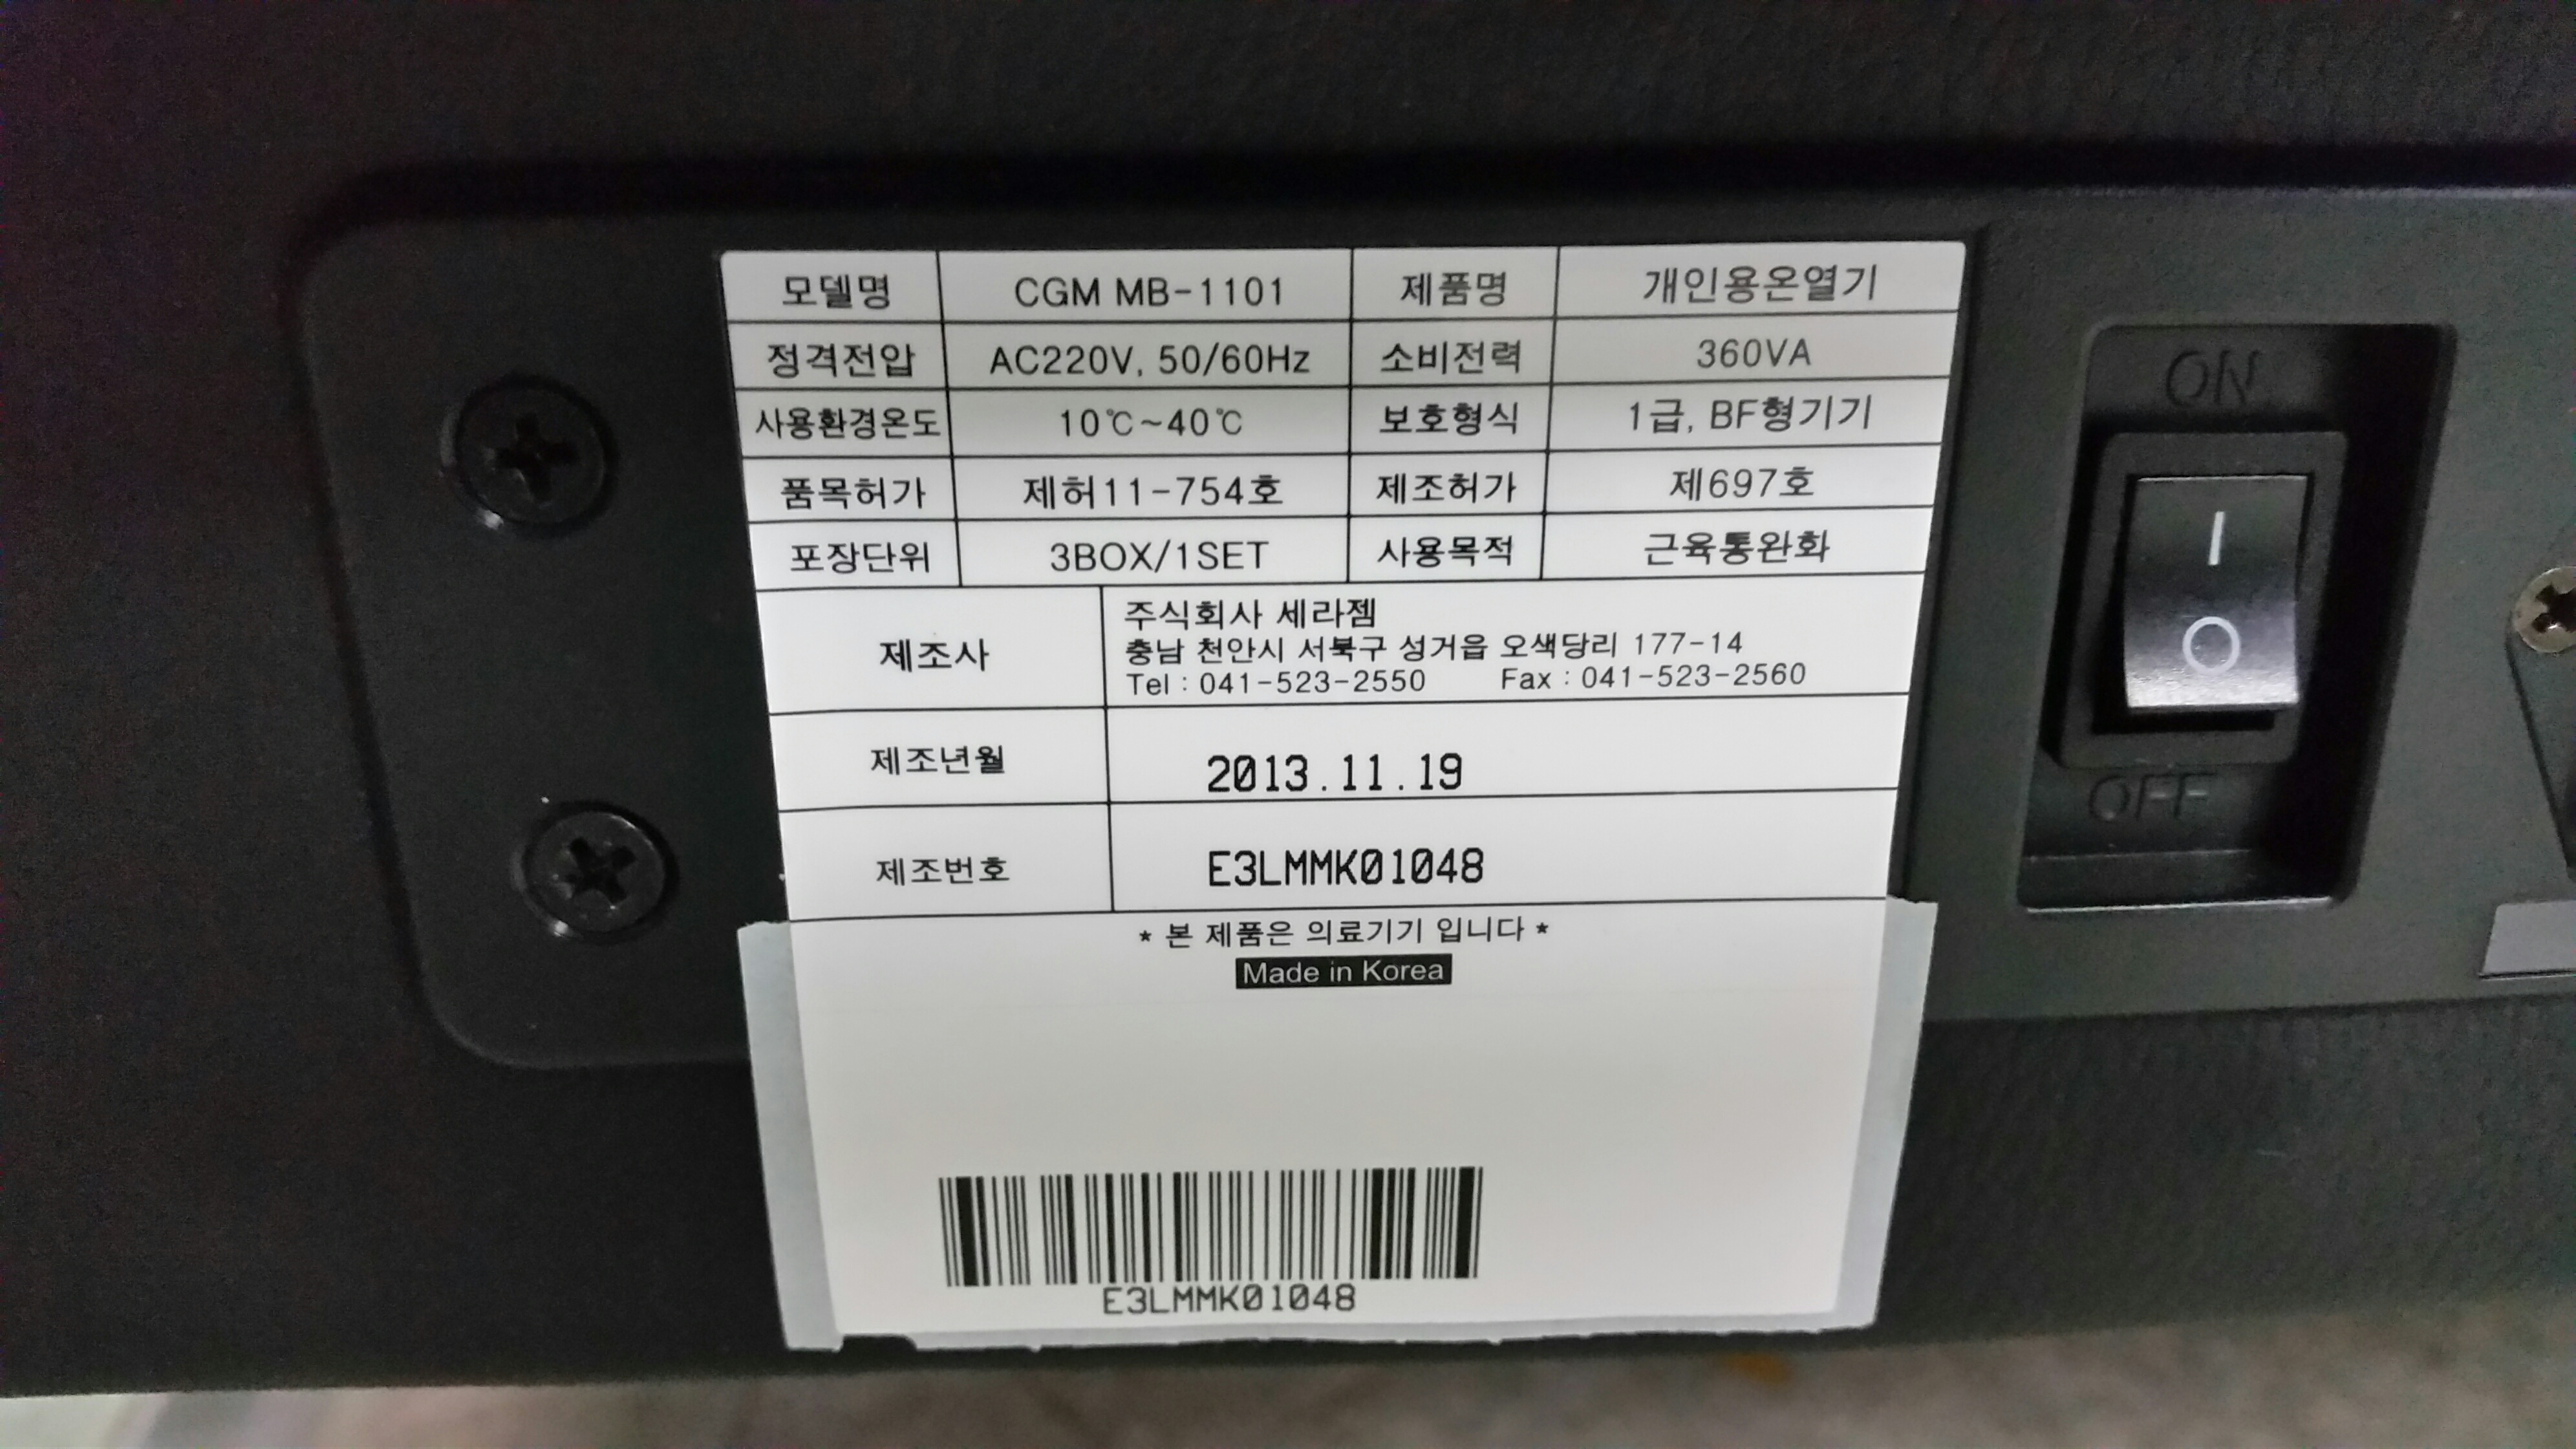 모델명 CGM MB-1101 제품명 개인용온열기
정격전압 AC220V, 50/60Hz 소비전력 360VA
사용환경온도 10℃~40℃ 보호형식 1급, BF형기기
품목허가 제허11-754호 제조허가 제697호
포장단위 3BOX/1SET 사용목적 근육통완화
제조사 주식회사 세라젬
충남 천안시 서북구 성거읍 오색당리 177-14
Tel : 041-523-2550 Fax : 041-523-2560
제조년월 2013.11.19
제조번호 E3LMMK01048
* 본 제품은 의료기기 입니다 *
Made in Korea
E3LMMK01048
ON
I
O
OFF